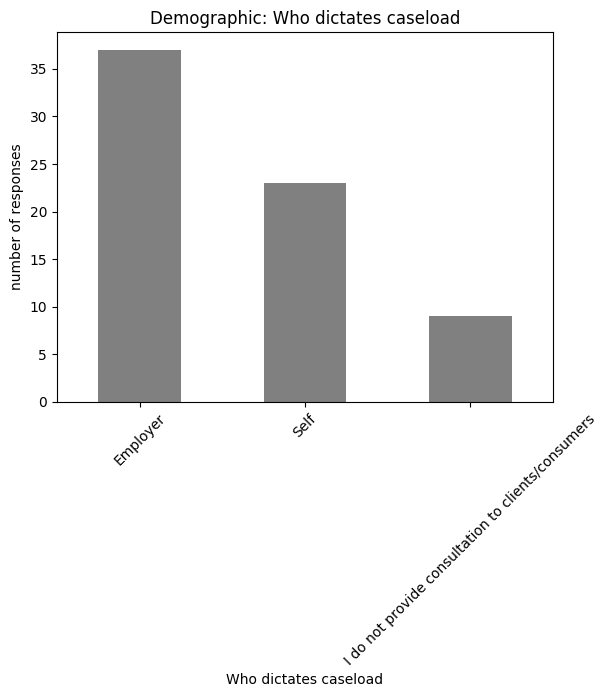 Demographic: Who dictates caseload
number of responses
35
30
25
20
15
10
5
0
Employer
Self
I do not provide consultation to clients/consumers
Who dictates caseload